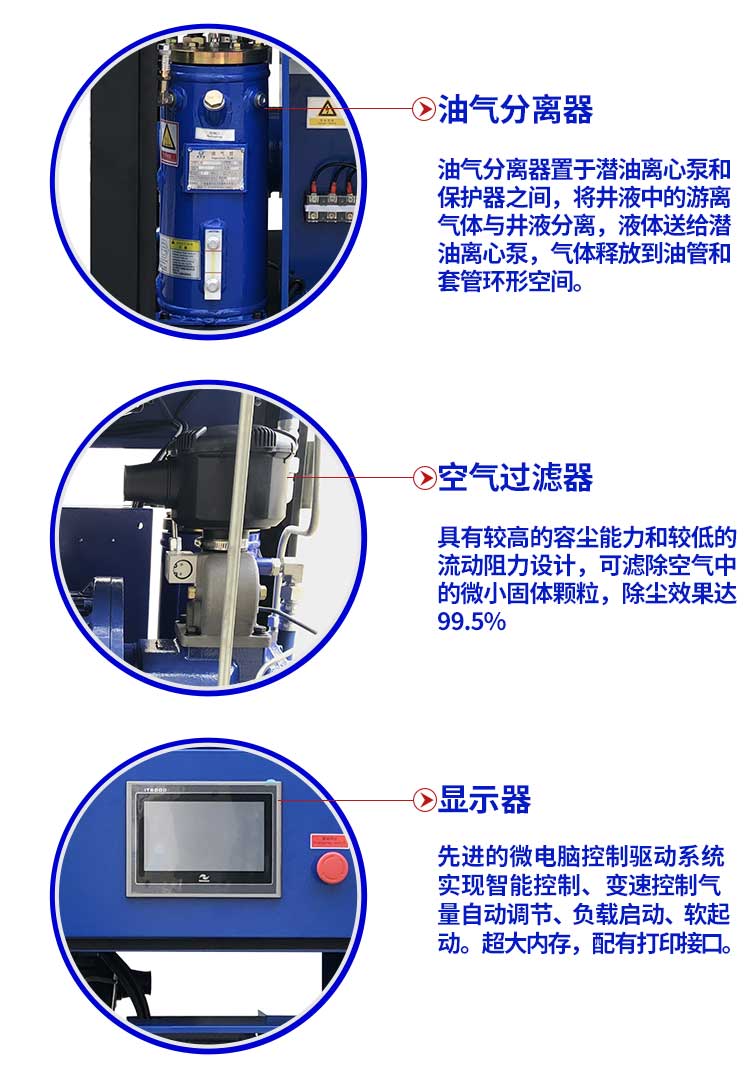 油气分离器
油气分离器置于潜油离心泵和
保护器之间，将井液中的游离
气体与井液分离，液体送给潜
油离心泵，气体释放到油管和
套管环形空间。
空气过滤器
具有较高的容尘能力和较低的
流动阻力设计，可滤除空气中
的微小固体颗粒，除尘效果达
99.5%
IT6000
显示器
先进的微电脑控制驱动系统
实现智能控制、变速控制气
量自动调节、负载启动、软起
动。超大内存，配有打印接口。